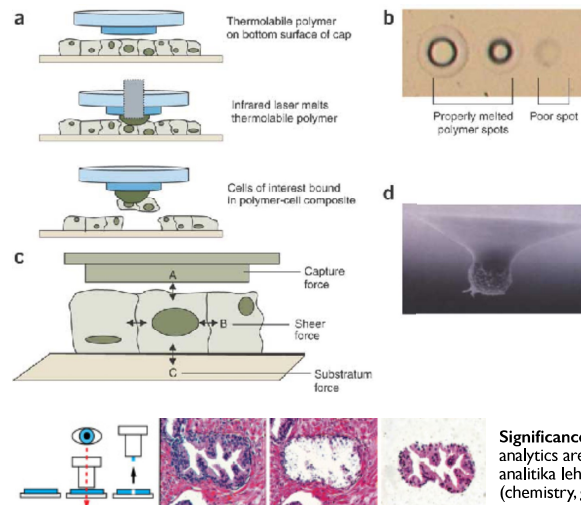 a
Thermolabile polymer
on bottom surface of cap
Infrared laser melts
thermolabile polymer
Cells of interest bound
in polymer-cell composite
b
Properly melted
polymer spots
Poor spot
c
A
B
C
Capture
force
Sheer
force
Substratum
force
d
Significance
analytics are
analitika leh
(chemistry,